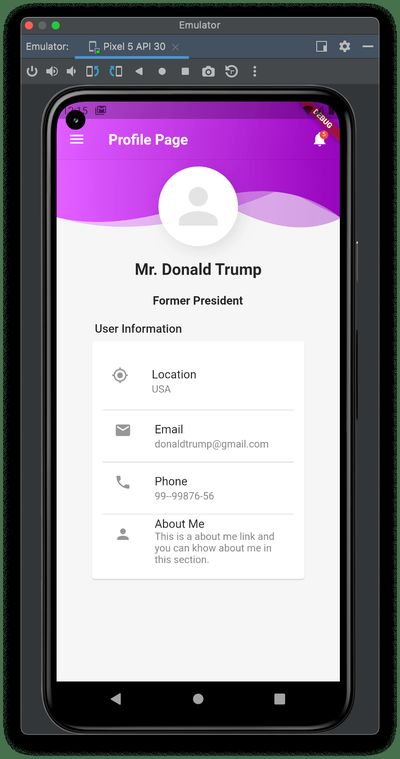 Emulator
Emulator:
Pixel 5 API 30
DEBUG
Profile Page
5
Mr. Donald Trump
Former President
User Information
Location
USA
Email
donaldtrump@gmail.com
Phone
99--99876-56
About Me
This is a about me link and
you can khow about me in
this section.